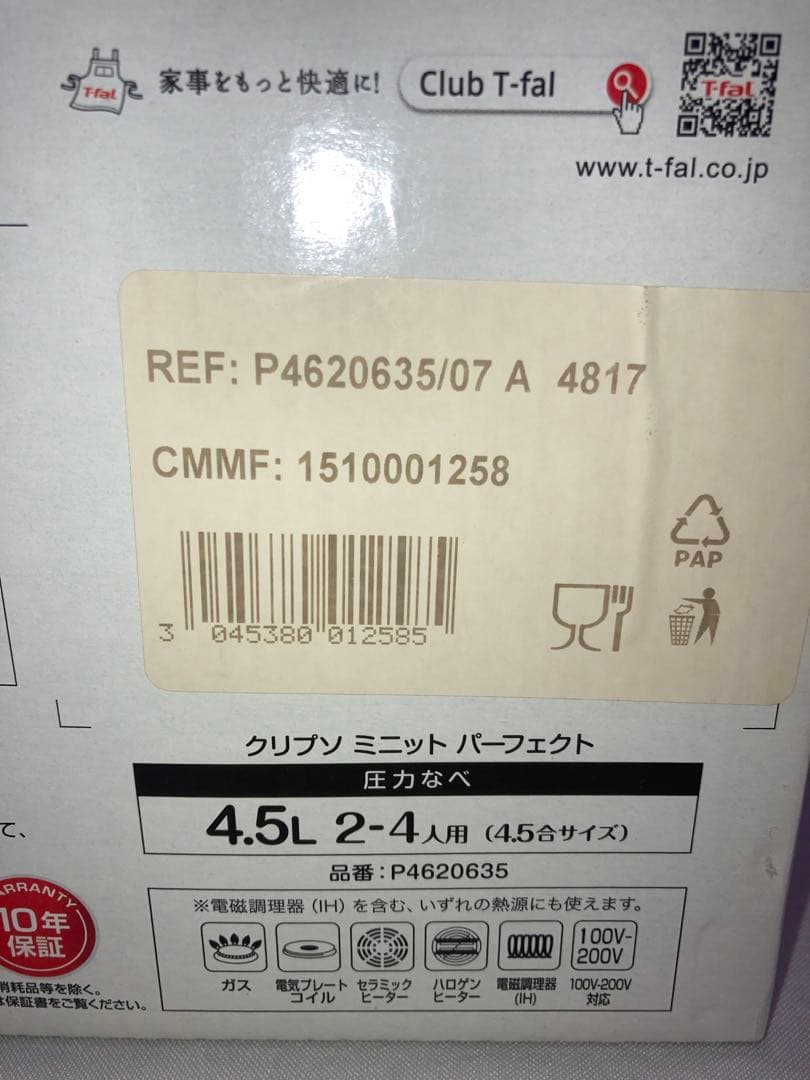 T-fal
家事をもっと快適に!
Club T-fal
T-fal
www.t-fal.co.jp
REF: P4620635/07 A 4817
CMMF: 1510001258
PAP
3 045380 012585
クリプソ ミニット パーフェクト
圧力なべ
4.5L 2-4人用 (4.5合サイズ)
品番:P4620635
て、
ARRANTY
10年
保証
消耗品等を除く。
保証書をご覧ください。
※電磁調理器(IH)を含む、いずれの熱源にも使えます。
100V-
200V
ガス
電気プレート
コイル
セラミック
ヒーター
ハロゲン
ヒーター
電磁調理器
(IH)
100V-200V
対応